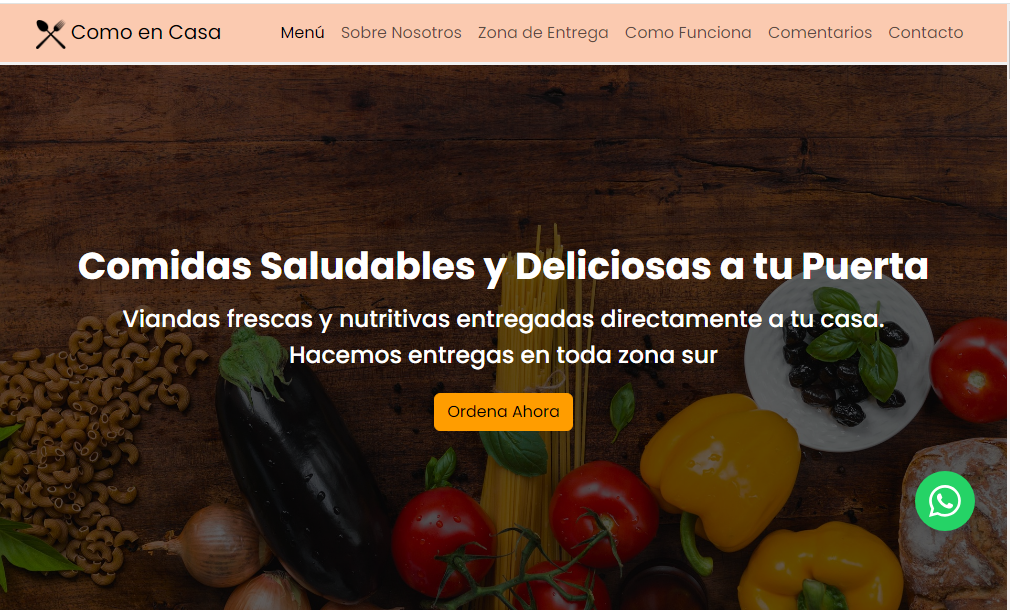 Como en Casa
Menú
Sobre Nosotros
Zona de Entrega
Como Funciona
Comentarios
Contacto
Comidas Saludables y Deliciosas a tu Puerta
Viandas frescas y nutritivas entregadas directamente a tu casa.
Hacemos entregas en toda zona sur
Ordena Ahora